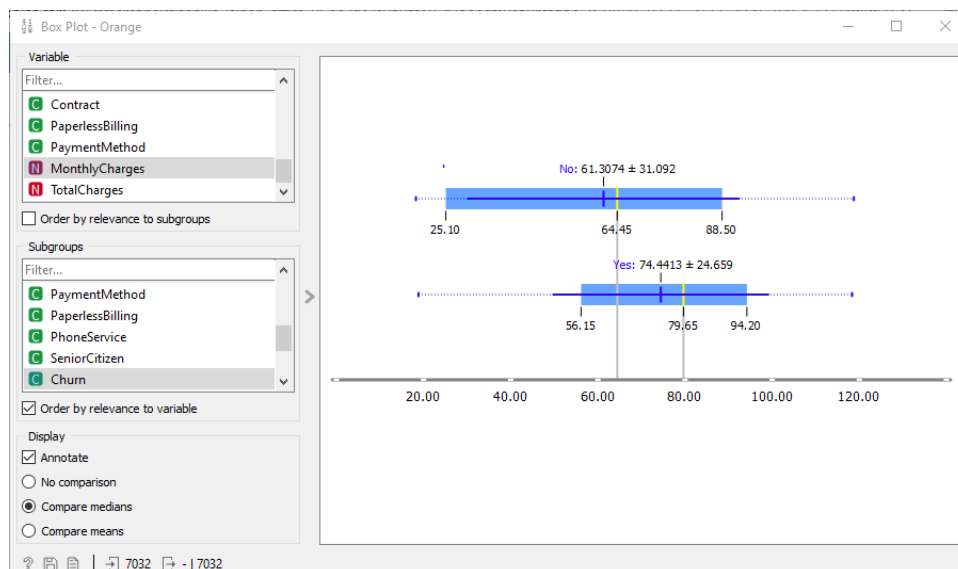 Box Plot - Orange
Variable
Filter...
C Contract
C PaperlessBilling
C PaymentMethod
N MonthlyCharges
N TotalCharges
Order by relevance to subgroups
Subgroups
Filter...
C PaymentMethod
C PaperlessBilling
C PhoneService
C SeniorCitizen
C Churn
Order by relevance to variable
Display
Annotate
No comparison
Compare medians
Compare means
? 7032 - | 7032
No: 61.3074 ± 31.092
25.10 64.45 88.50
Yes: 74.4413 ± 24.659
56.15 79.65 94.20
20.00 40.00 60.00 80.00 100.00 120.00